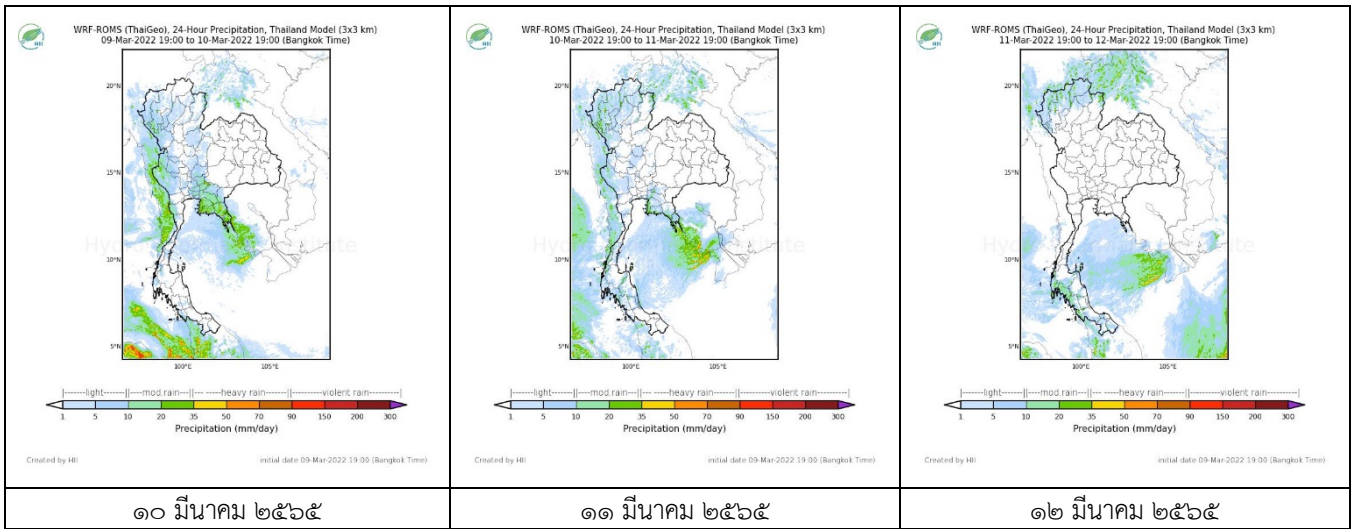 HII
WRF-ROMS (ThaiGeo), 24-Hour Precipitation, Thailand Model (3x3 km)
09-Mar-2022 19:00 to 10-Mar-2022 19:00 (Bangkok Time)
20°N
15°N
10°N
5°N
100°E
105°E
|-------light-------||----mod.rain---||--- -----heavy rain----||------violent rain------|
1 5 10 20 35 50 70 90 150 200 300
Precipitation (mm/day)
Created by HII
initial date 09-Mar-2022 19:00 (Bangkok Time)
๑๐ มีนาคม ๒๕๖๕
HII
WRF-ROMS (ThaiGeo), 24-Hour Precipitation, Thailand Model (3x3 km)
10-Mar-2022 19:00 to 11-Mar-2022 19:00 (Bangkok Time)
20°N
15°N
10°N
5°N
100°E
105°E
|-------light-------||----mod.rain---||--- -----heavy rain----||------violent rain------|
1 5 10 20 35 50 70 90 150 200 300
Precipitation (mm/day)
Created by HII
initial date 09-Mar-2022 19:00 (Bangkok Time)
๑๑ มีนาคม ๒๕๖๕
HII
WRF-ROMS (ThaiGeo), 24-Hour Precipitation, Thailand Model (3x3 km)
11-Mar-2022 19:00 to 12-Mar-2022 19:00 (Bangkok Time)
20°N
15°N
10°N
5°N
100°E
105°E
|-------light-------||----mod.rain---||--- -----heavy rain----||------violent rain------|
1 5 10 20 35 50 70 90 150 200 300
Precipitation (mm/day)
Created by HII
initial date 09-Mar-2022 19:00 (Bangkok Time)
๑๒ มีนาคม ๒๕๖๕